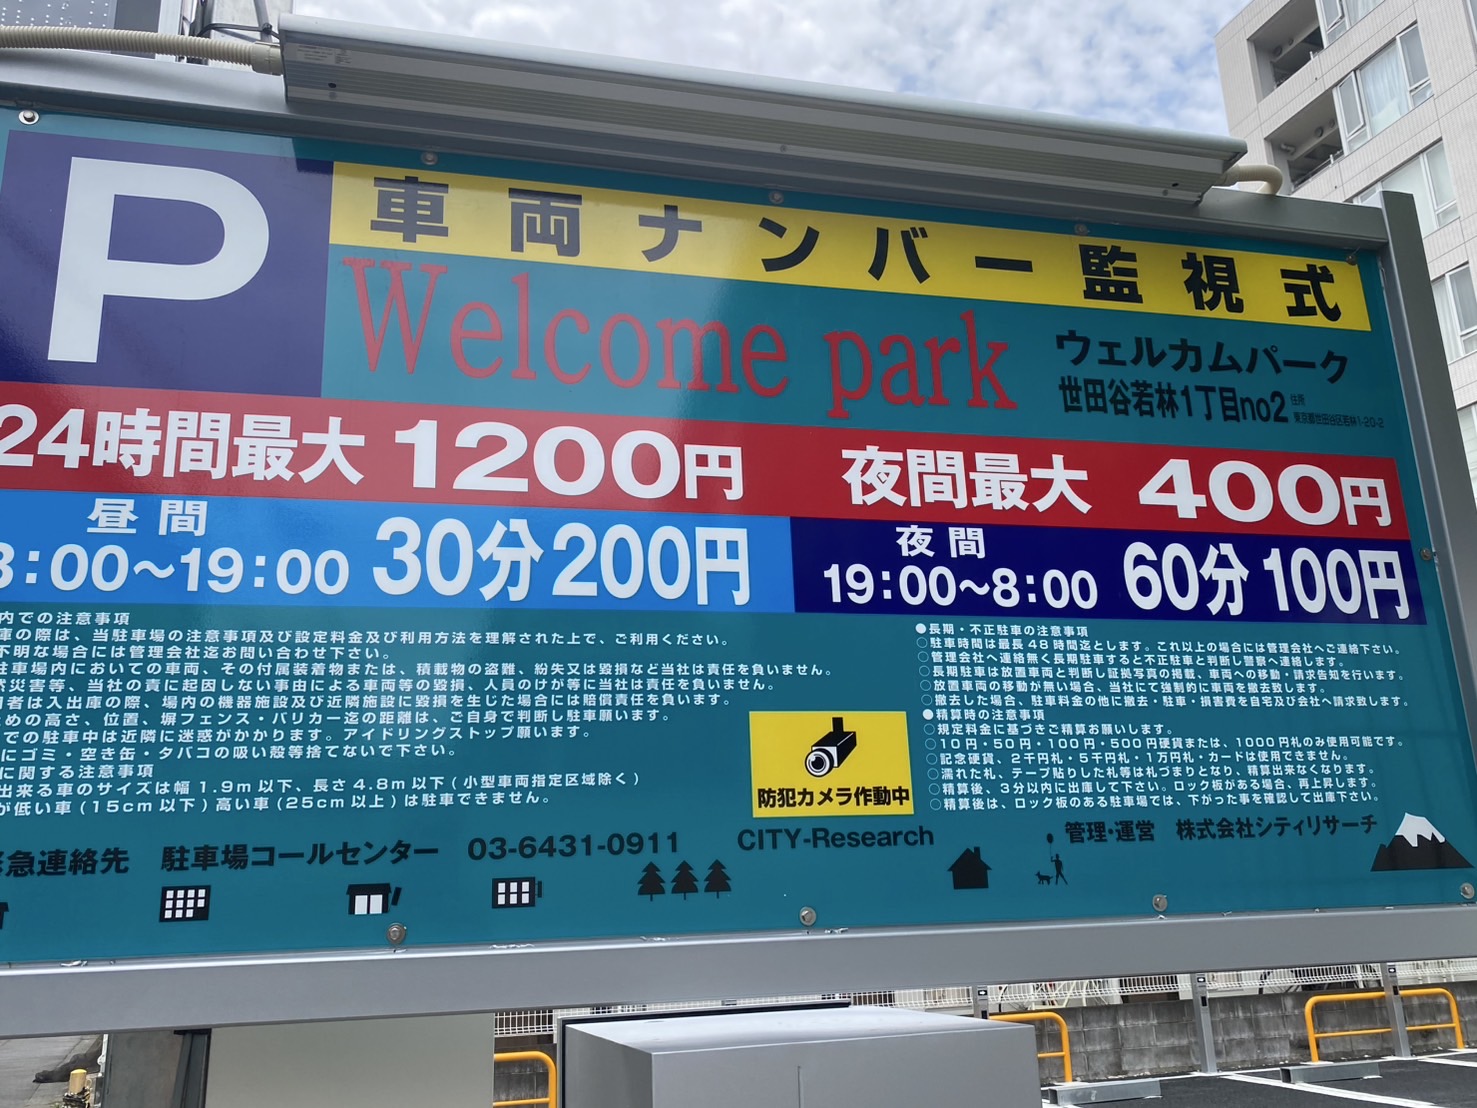 P
車両ナンバー監視式
Welcome park
ウェルカムパーク
世田谷若林1丁目no2
住所
東京都世田谷区若林1-20-2
24時間最大 1200円
夜間最大 400円
昼間
8:00～19:00 30分200円
夜間
19:00～8:00 60分100円
内での注意事項
庫の際は、当駐車場の注意事項及び設定料金及び利用方法を理解された上で、ご利用ください。
不明な場合には管理会社迄お問い合わせ下さい。
駐車場内においての車両、その付属装着物または、積載物の盗難、紛失又は毀損など当社は責任を負いません。
然災害等、当社の責に起因しない事由による車両等の毀損、人員のけが等に当社は責任を負いません。
用者は入出庫の際、場内の機器施設及び近隣施設に毀損を生じた場合には賠償責任を負います。
ための高さ、位置、塀フェンス・バリカー迄の距離は、ご自身で判断し駐車願います。
での駐車中は近隣に迷惑がかかります。アイドリングストップ願います。
にゴミ・空き缶・タバコの吸い殻等捨てないで下さい。
に関する注意事項
出来る車のサイズは幅1.9m以下、長さ4.8m以下(小型車両指定区域除く)
が低い車(15cm以下)高い車(25cm以上)は駐車できません。
●長期・不正駐車の注意事項
○駐車時間は最長48時間迄とします。これ以上の場合には管理会社へご連絡下さい。
○管理会社へ連絡無く長期駐車すると不正駐車と判断し警察へ連絡します。
○長期駐車は放置車両と判断し証拠写真の掲載、車両への移動・請求告知を行います。
○放置車両の移動が無い場合、当社にて強制的に車両を撤去致します。
○撤去した場合、駐車料金の他に撤去・駐車・損害費を自宅及び会社へ請求致します。
●精算時の注意事項
○規定料金に基づきご精算お願いします。
○10円・50円・100円・500円硬貨または、1000円札のみ使用可能です。
○記念硬貨、2千円札・5千円札・1万円札・カードは使用できません。
○濡れた札、テープ貼りした札等は札づまりとなり、精算出来なくなります。
○精算後、3分以内に出庫して下さい。ロック板がある場合、再上昇します。
○精算後は、ロック板のある駐車場では、下がった事を確認して出庫下さい。
防犯カメラ作動中
緊急連絡先 駐車場コールセンター 03-6431-0911
CITY-Research
管理・運営 株式会社シティリサーチ